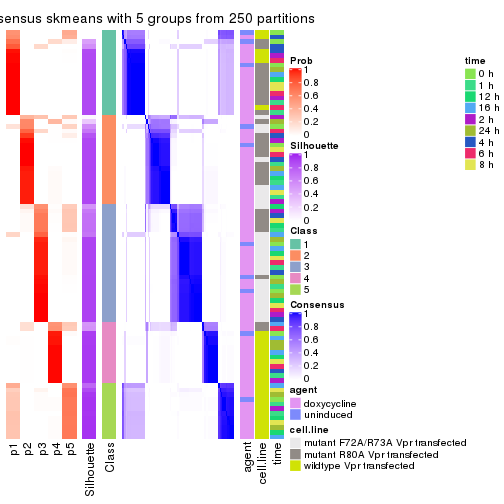 sensus skmeans with 5 groups from 250 partitions
p1
p2
p3
p4
p5
Silhouette
Class
agent
cell.line
time
Prob
1
0.8
0.6
0.4
0.2
0
Silhouette
1
0.8
0.6
0.4
0.2
0
Class
1
2
3
4
5
Consensus
1
0.8
0.6
0.4
0.2
0
agent
doxycycline
uninduced
cell.line
mutant F72A/R73A Vpr transfected
mutant R80A Vpr transfected
wildtype Vpr transfected
time
0 h
1 h
12 h
16 h
2 h
24 h
4 h
6 h
8 h